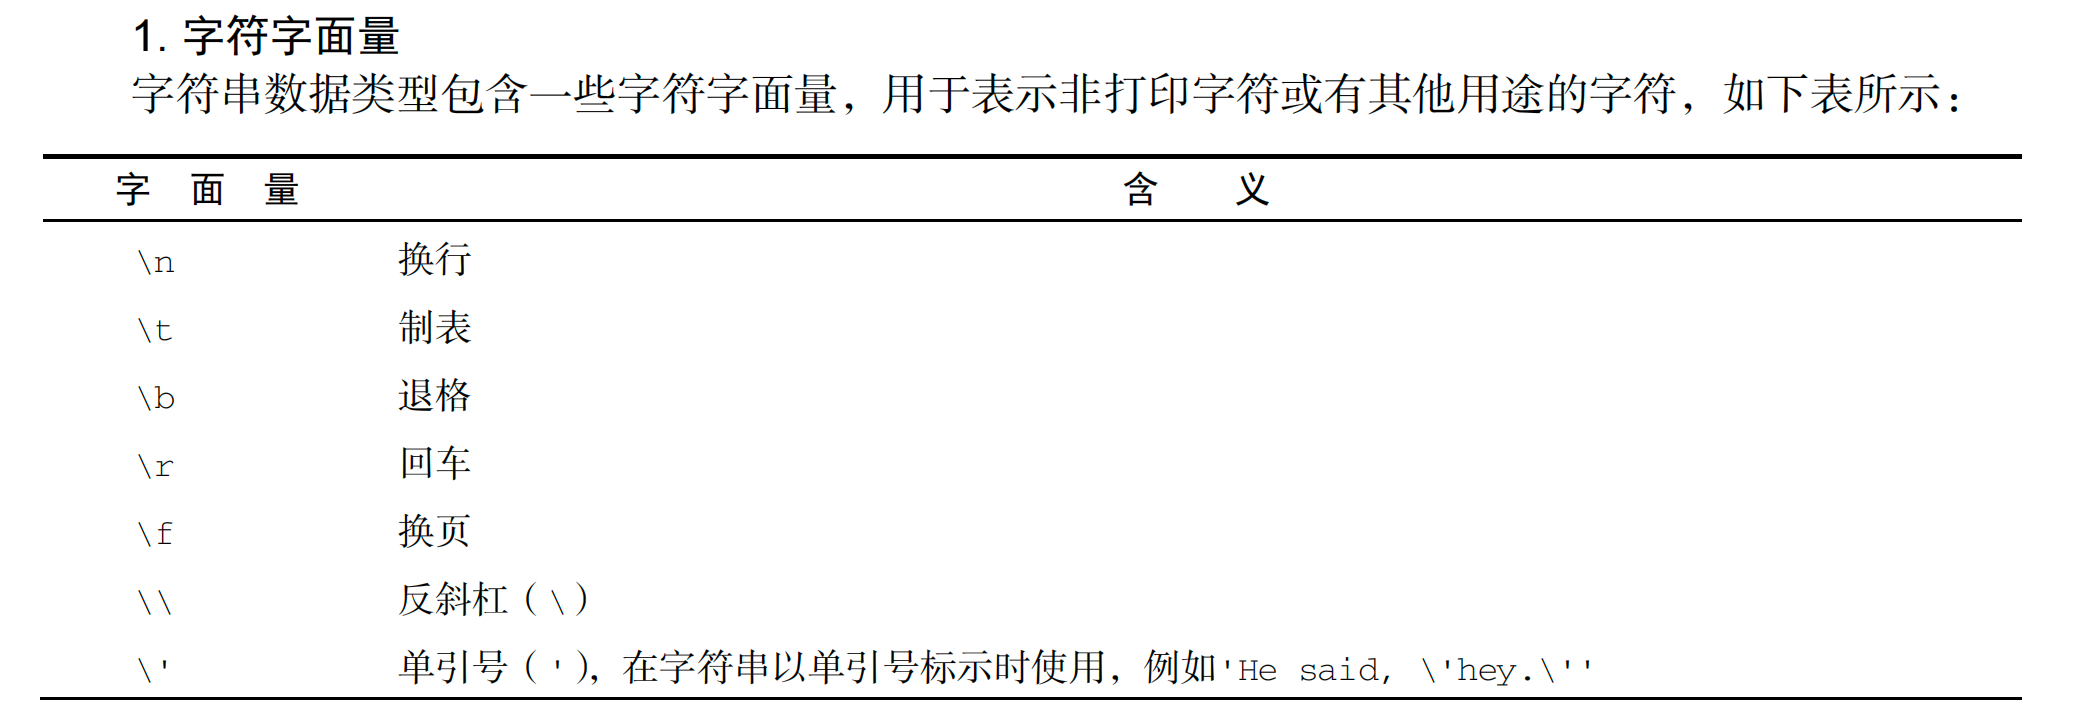 1. 字符字面量
字符串数据类型包含一些字符字面量，用于表示非打印字符或有其他用途的字符，如下表所示：
字 面 量 含 义
\n 换行
\t 制表
\b 退格
\r 回车
\f 换页
\\ 反斜杠（\）
\' 单引号（'），在字符串以单引号标示时使用，例如'He said, \'hey.\''